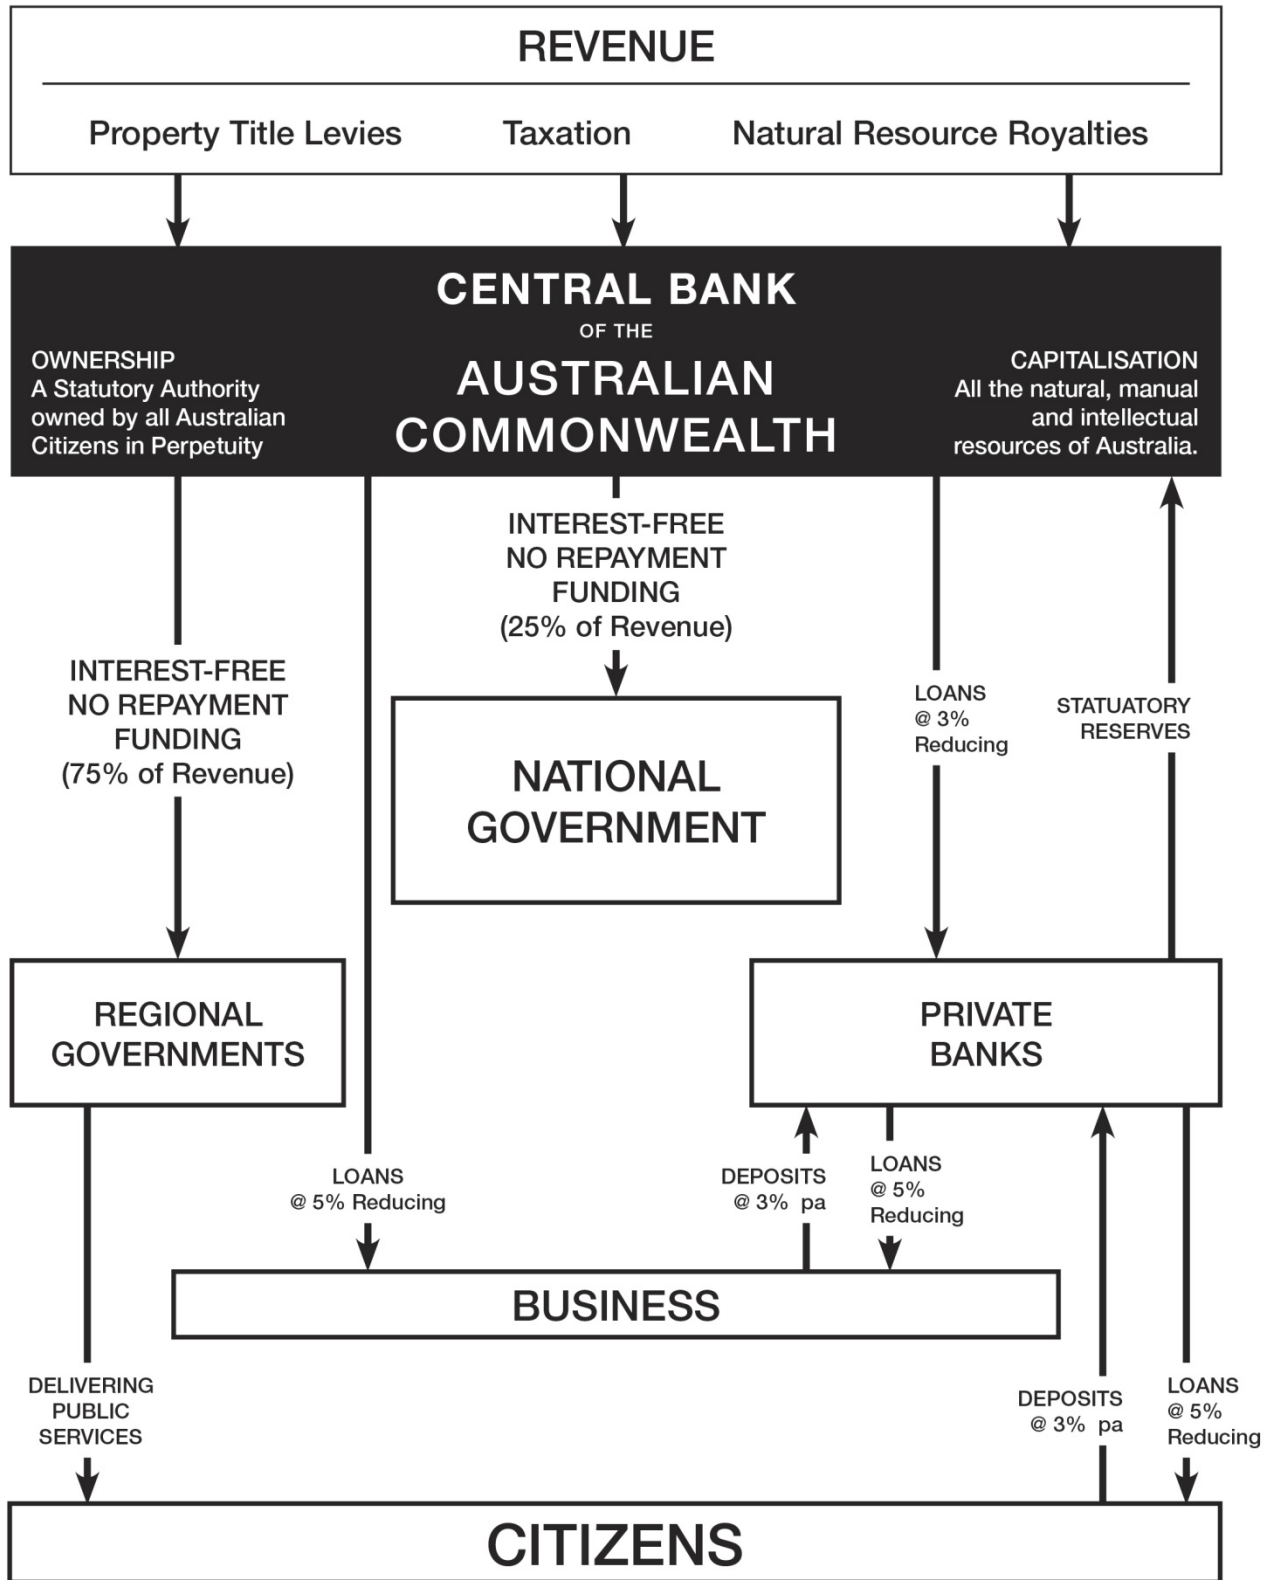 REVENUE
Property Title Levies
Taxation
Natural Resource Royalties
CENTRAL BANK
OF THE
AUSTRALIAN
COMMONWEALTH
OWNERSHIP
A Statutory Authority
owned by all Australian
Citizens in Perpetuity
CAPITALISATION
All the natural, manual
and intellectual
resources of Australia.
INTEREST-FREE
NO REPAYMENT
FUNDING
(25% of Revenue)
INTEREST-FREE
NO REPAYMENT
FUNDING
(75% of Revenue)
NATIONAL
GOVERNMENT
LOANS
@ 3%
Reducing
STATUATORY
RESERVES
REGIONAL
GOVERNMENTS
PRIVATE
BANKS
LOANS
@ 5% Reducing
DEPOSITS
@ 3% pa
LOANS
@ 5%
Reducing
BUSINESS
DELIVERING
PUBLIC
SERVICES
DEPOSITS
@ 3% pa
LOANS
@ 5%
Reducing
CITIZENS